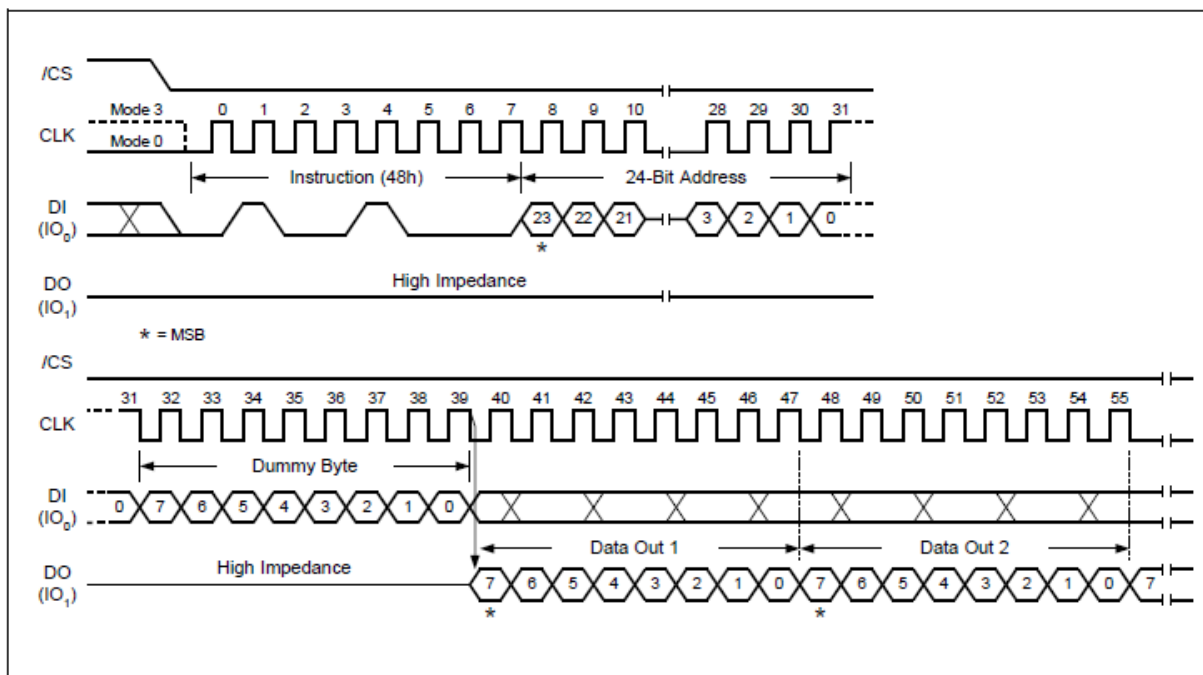 /CS
Mode 3 0 1 2 3 4 5 6 7 8 9 10 28 29 30 31
CLK
Mode 0
Instruction (48h) 24-Bit Address
DI
(IO0) 23 22 21 3 2 1 0
*
DO High Impedance
(IO1)
* = MSB
/CS
31 32 33 34 35 36 37 38 39 40 41 42 43 44 45 46 47 48 49 50 51 52 53 54 55
CLK
Dummy Byte
DI
(IO0) 0 7 6 5 4 3 2 1 0
Data Out 1 Data Out 2
DO High Impedance
(IO1) 7 6 5 4 3 2 1 0 7 6 5 4 3 2 1 0 7
* *